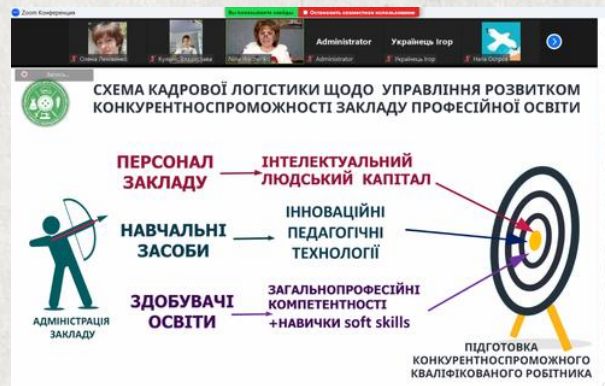 Zoom Конференция
Вы показываете экран
Остановить совместное использование
Administrator
Українець Ігор
Administrator
Українець Ігор
Запись...
СХЕМА КАДРОВОЇ ЛОГІСТИКИ ЩОДО УПРАВЛІННЯ РОЗВИТКОМ
КОНКУРЕНТНОСПРОМОЖНОСТІ ЗАКЛАДУ ПРОФЕСІЙНОЇ ОСВІТИ
ПЕРСОНАЛ
ЗАКЛАДУ
ІНТЕЛЕКТУАЛЬНИЙ
ЛЮДСЬКИЙ КАПІТАЛ
НАВЧАЛЬНІ
ЗАСОБИ
ІННОВАЦІЙНІ
ПЕДАГОГІЧНІ
ТЕХНОЛОГІЇ
ЗДОБУВАЧІ
ОСВІТИ
ЗАГАЛЬНОПРОФЕСІЙНІ
КОМПЕТЕНТНОСТІ
+НАВИЧКИ soft skills
АДМІНІСТРАЦІЯ
ЗАКЛАДУ
ПІДГОТОВКА
КОНКУРЕНТНОСПРОМОЖНОГО
КВАЛІФІКОВАНОГО РОБІТНИКА